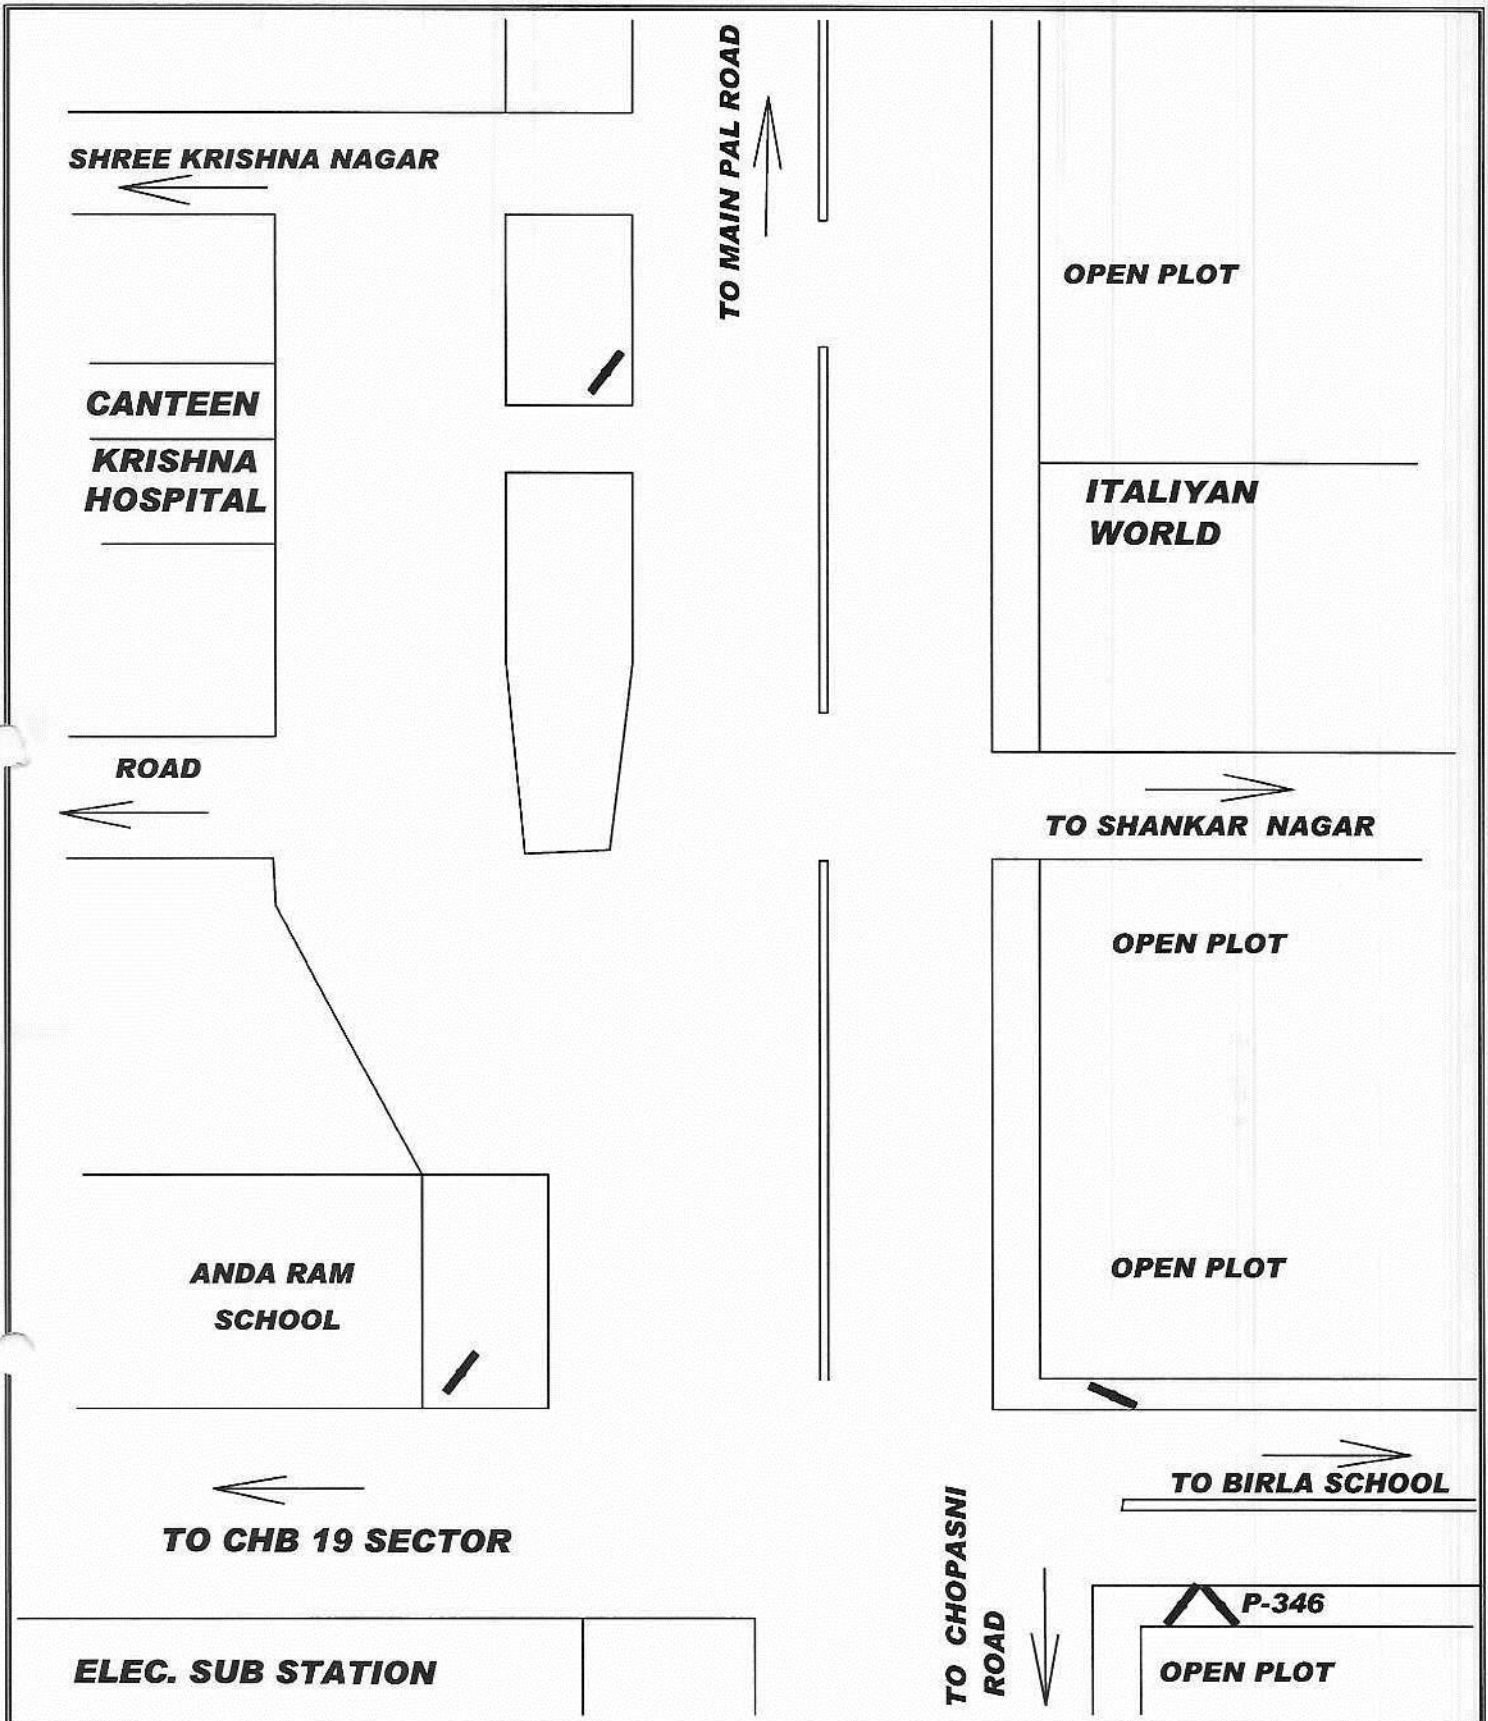 TO MAIN PAL ROAD
SHREE KRISHNA NAGAR
OPEN PLOT
CANTEEN
KRISHNA
HOSPITAL
ITALIYAN
WORLD
ROAD
TO SHANKAR NAGAR
OPEN PLOT
ANDA RAM
SCHOOL
OPEN PLOT
TO BIRLA SCHOOL
TO CHB 19 SECTOR
TO CHOPASNI
ROAD
P-346
ELEC. SUB STATION
OPEN PLOT